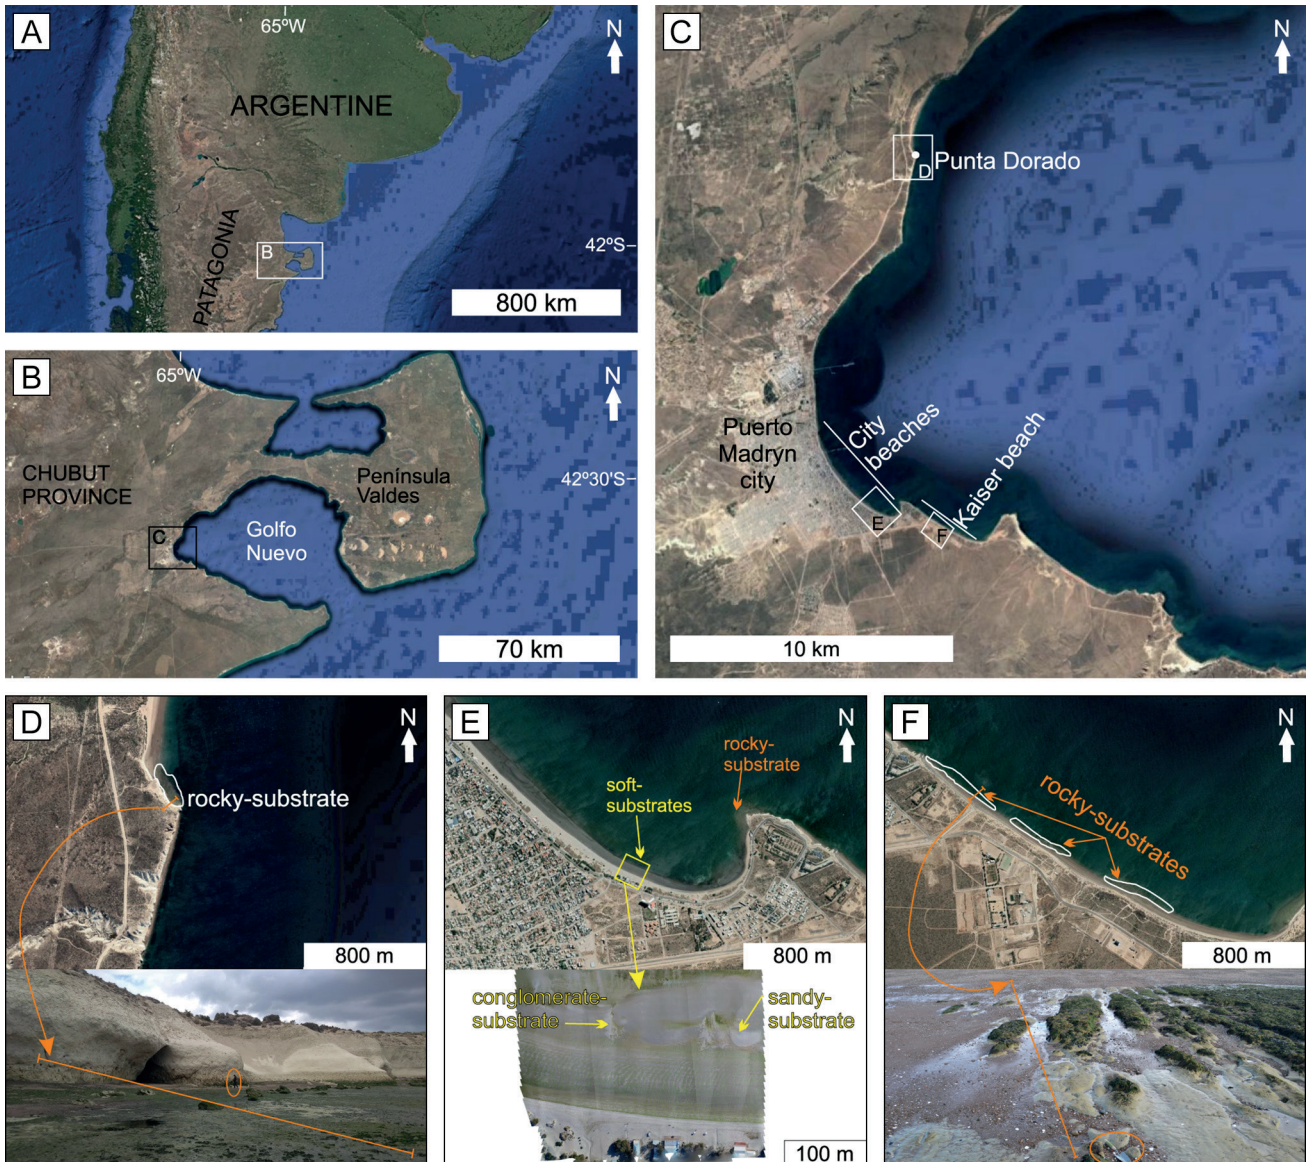 A
65ºW
N
ARGENTINE
PATAGONIA
B
42ºS
800 km
B
65ºW
N
CHUBUT
PROVINCE
Península
Valdes
42º30'S
C
Golfo
Nuevo
70 km
C
N
D
Punta Dorado
Puerto
Madryn
city
City
beaches
Kaiser beach
E
F
10 km
D
N
rocky-substrate
800 m
E
N
rocky-
substrate
soft-
substrates
800 m
conglomerate-
substrate
sandy-
substrate
100 m
F
N
rocky-substrates
800 m